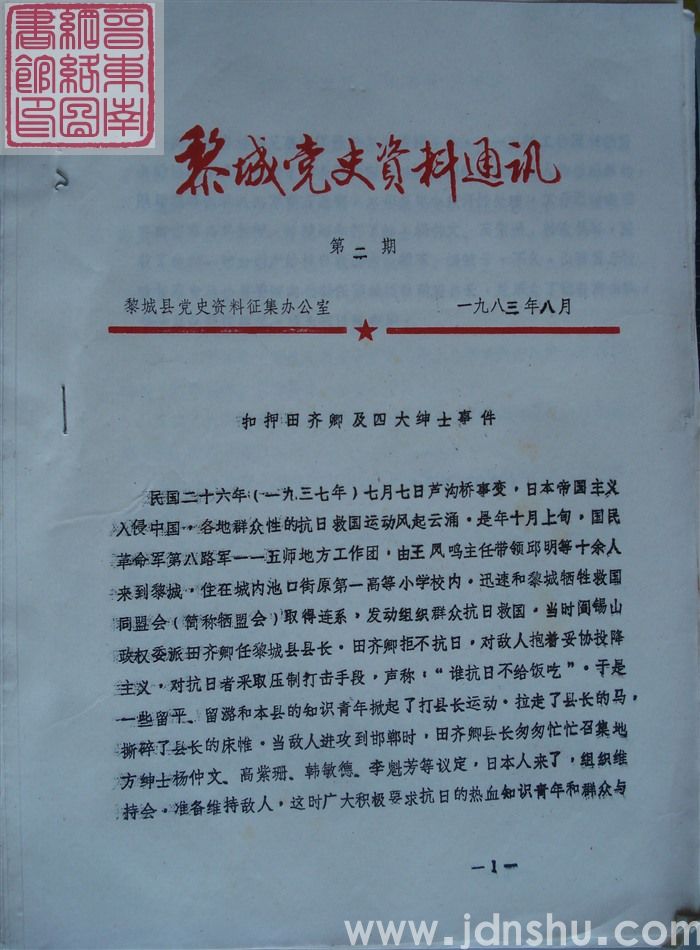 晋东南
网络图
书馆印
黎城党史资料通讯
第二期
黎城县党史资料征集办公室 一九八三年八月
扣押田齐卿及四大绅士事件
民国二十六年(一九三七年)七月七日芦沟桥事变，日本帝国主义
入侵中国，各地群众性的抗日救国运动风起云涌。是年十月上旬，国民
革命军第八路军一一五师地方工作团，由王凤鸣主任带领邱明等十余人
来到黎城，住在城内池口街原第一高等小学校内。迅速和黎城牺牲救国
同盟会(简称牺盟会)取得连系，发动组织群众抗日救国。当时阎锡山
政权委派田齐卿任黎城县县长。田齐卿拒不抗日，对敌人抱着妥协投降
主义，对抗日者采取压制打击手段，声称：“谁抗日不给饭吃”。于是
一些留平、留潞和本县的知识青年掀起了打县长运动。拉走了县长的马，
撕碎了县长的床帷。当敌人进攻到邯郸时，田齐卿县长匆匆忙忙召集地
方绅士杨仲文、高紫珊、韩敏德、李魁芳等议定，日本人来了，组织维
持会。准备维持敌人，这时广大积极要求抗日的热血知识青年和群众与
—1—
www.jdnshu.com